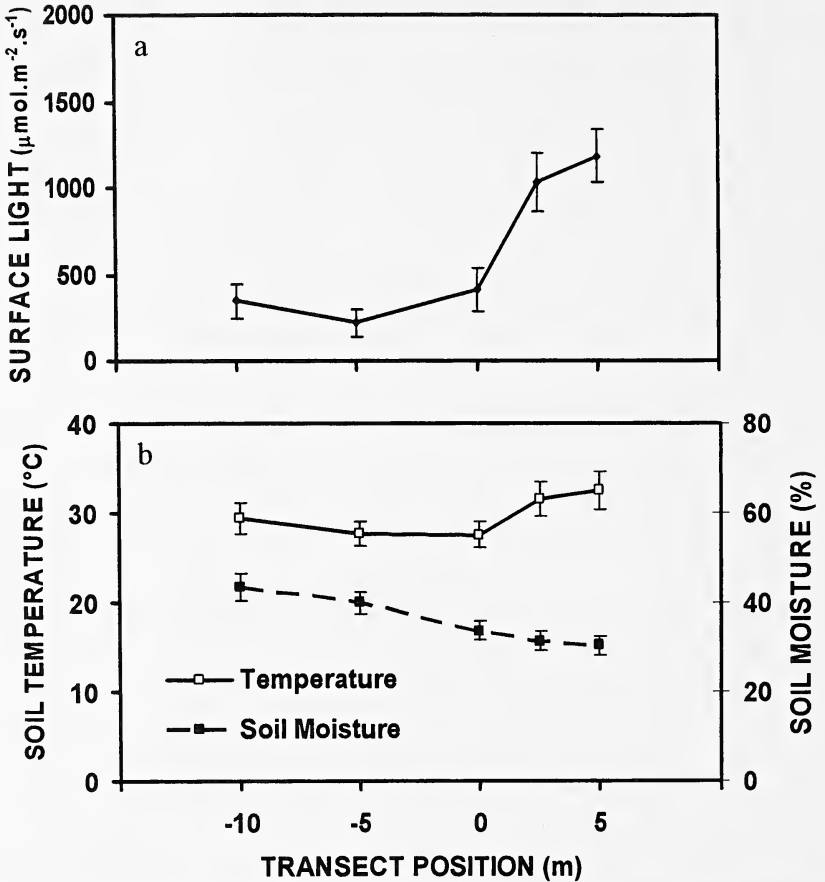 SURFACE LIGHT (µmol.m-2.s-1)
2000
1500
1000
500
0
a
SOIL TEMPERATURE (°C)
40
30
20
10
0
b
Temperature
Soil Moisture
80
60
40
20
0
SOIL MOISTURE (%)
-10
-5
0
5
TRANSECT POSITION (m)